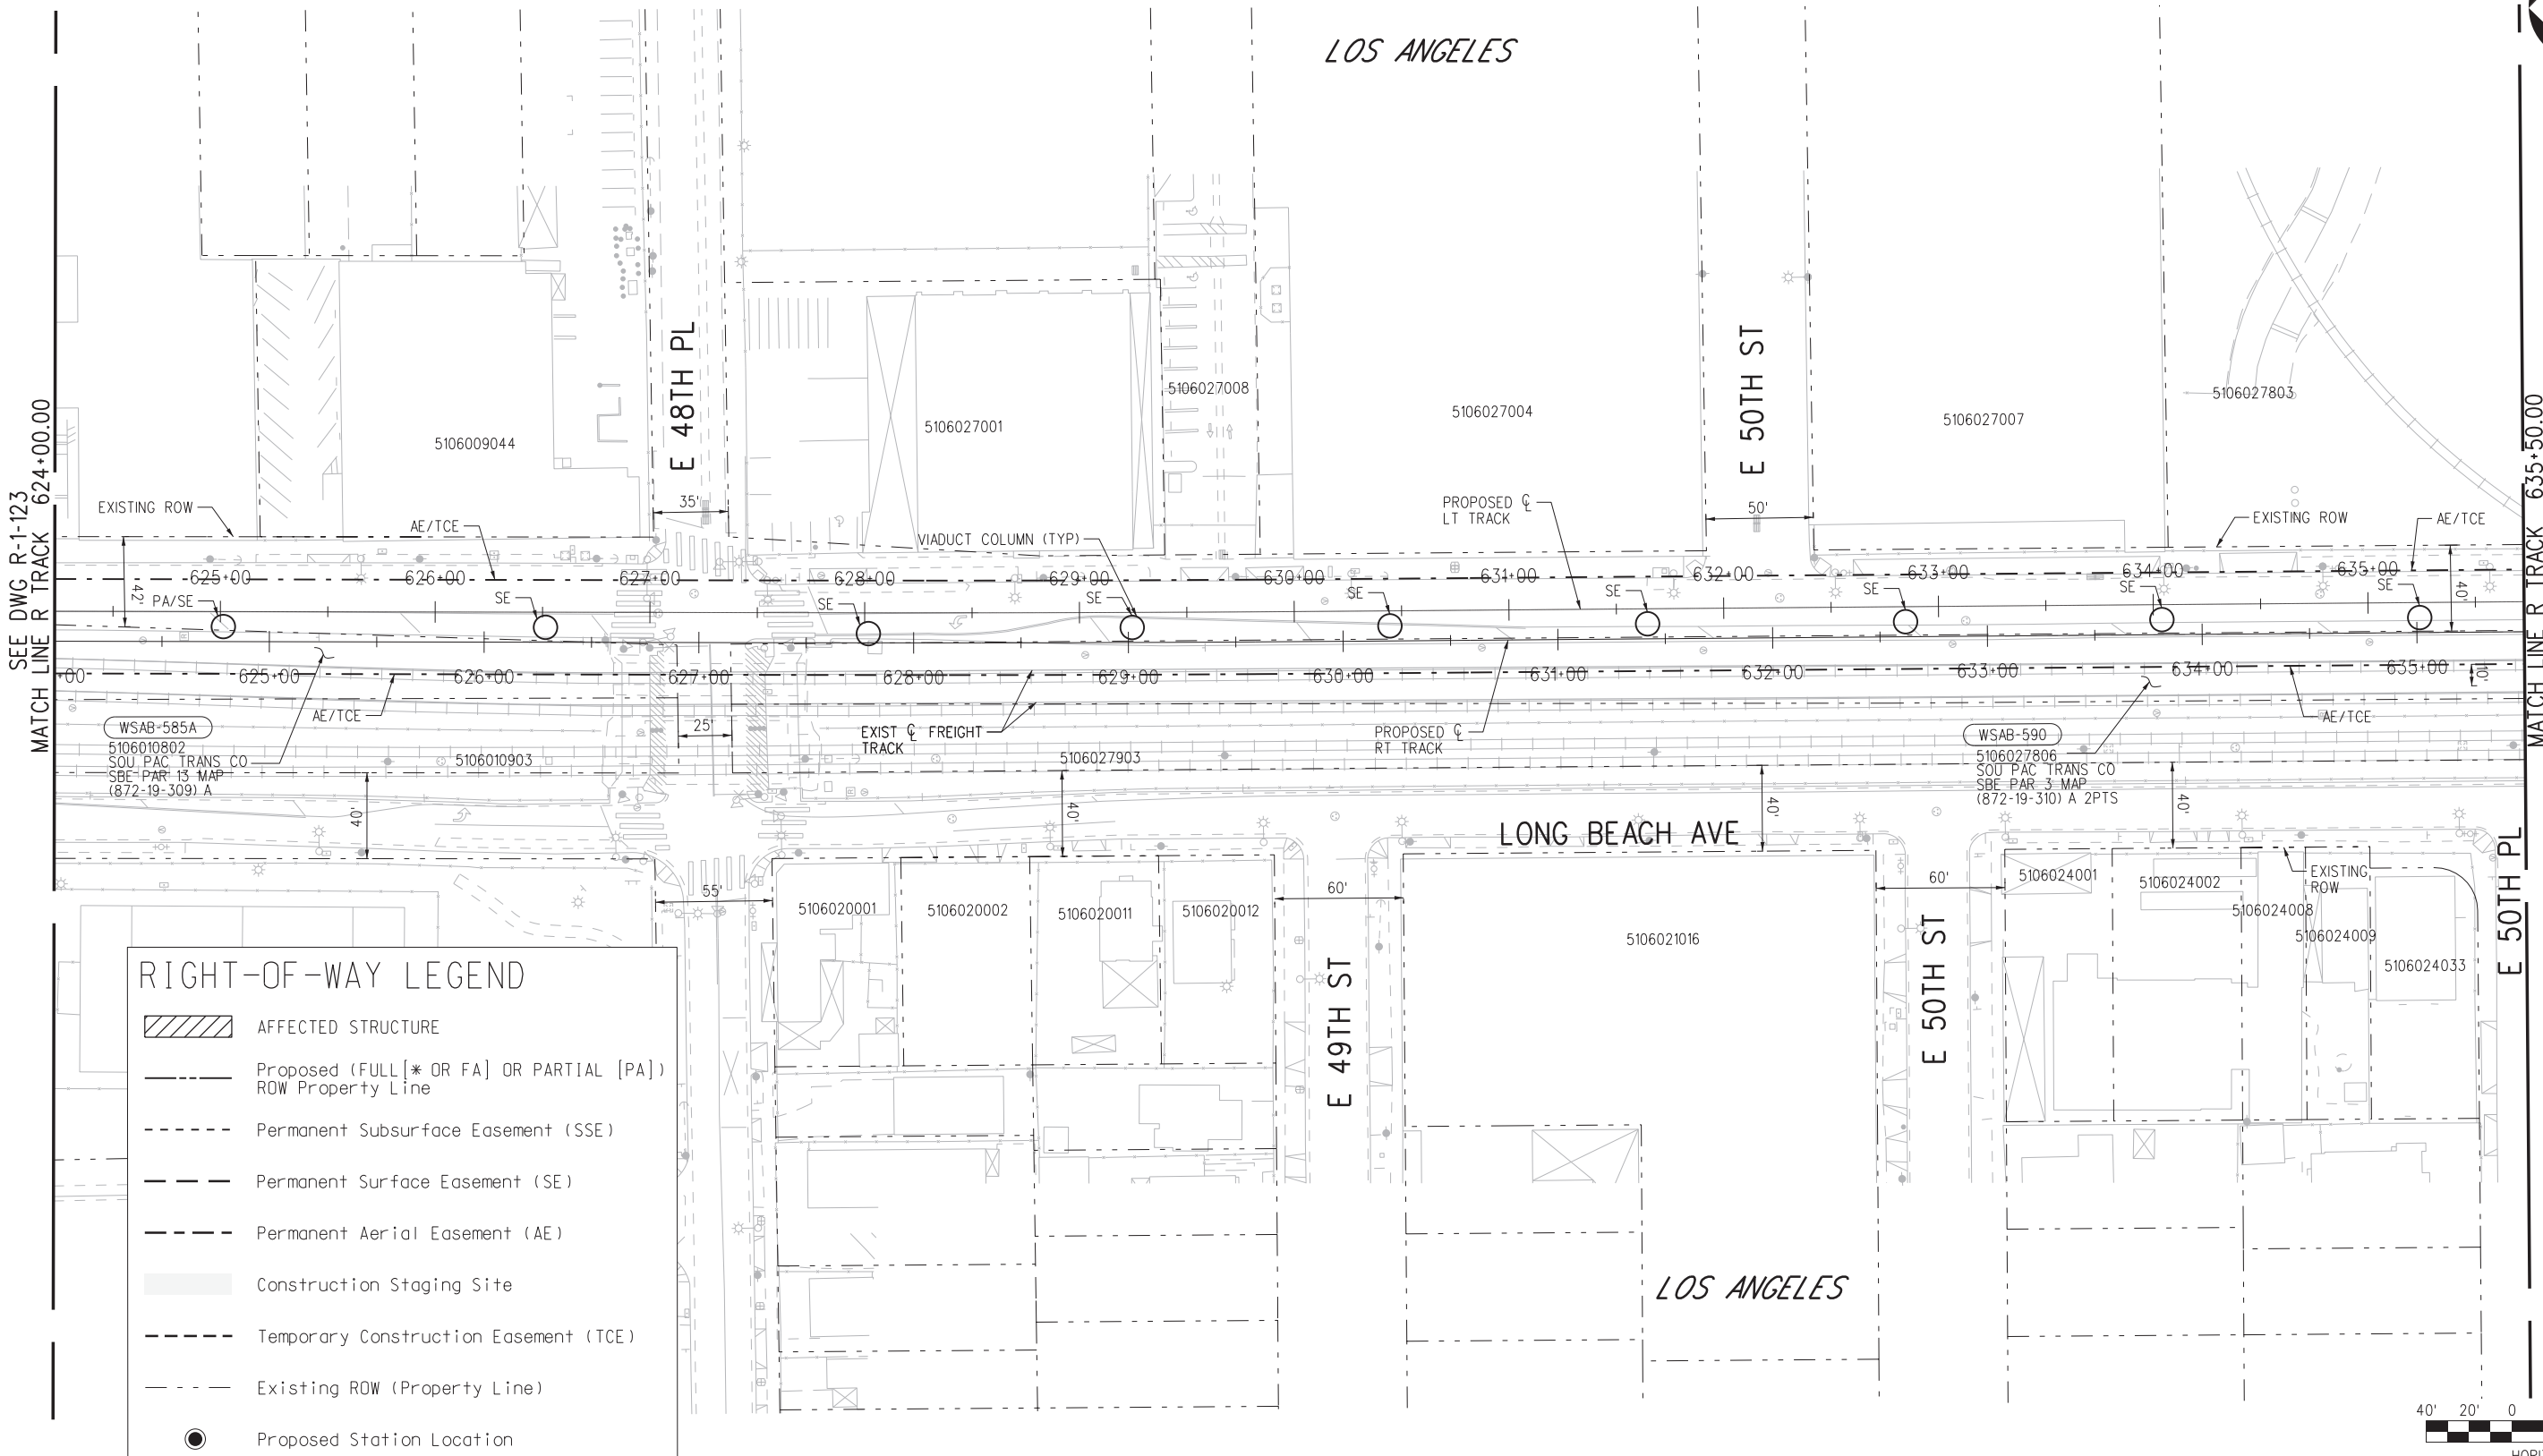 LOS ANGELES
E 48TH PL
E 50TH ST
5106027008
5106027803
5106027004
5106027007
5106027001
5106009044
SEE DWG R-1-123
MATCH LINE R TRACK 624+00.00
MATCH LINE R TRACK 635+50.00
EXISTING ROW
AE/TCE
35'
VIADUCT COLUMN (TYP)
PROPOSED ℄
LT TRACK
50'
EXISTING ROW
AE/TCE
625+00
626+00
627+00
628+00
629+00
630+00
631+00
632+00
633+00
634+00
635+00
42'
PA/SE
SE
SE
SE
SE
SE
SE
SE
SE
40'
+00
625+00
626+00
627+00
628+00
629+00
630+00
631+00
632+00
633+00
634+00
635+00
10'
AE/TCE
25'
AE/TCE
WSAB-585A
5106010802
SOU PAC TRANS CO
SBE PAR 13 MAP
(872-19-309) A
5106010903
EXIST ℄ FREIGHT
TRACK
5106027903
PROPOSED ℄
RT TRACK
WSAB-590
5106027806
SOU PAC TRANS CO
SBE PAR 3 MAP
(872-19-310) A 2PTS
40'
40'
40'
40'
LONG BEACH AVE
55'
60'
60'
5106020001
5106020002
5106020011
5106020012
5106021016
5106024001
5106024002
5106024008
5106024009
5106024033
EXISTING
ROW
E 49TH ST
E 50TH ST
E 50TH PL
RIGHT-OF-WAY LEGEND
AFFECTED STRUCTURE
Proposed (FULL[* OR FA] OR PARTIAL [PA])
ROW Property Line
Permanent Subsurface Easement (SSE)
Permanent Surface Easement (SE)
Permanent Aerial Easement (AE)
Construction Staging Site
Temporary Construction Easement (TCE)
Existing ROW (Property Line)
Proposed Station Location
LOS ANGELES
40' 20' 0